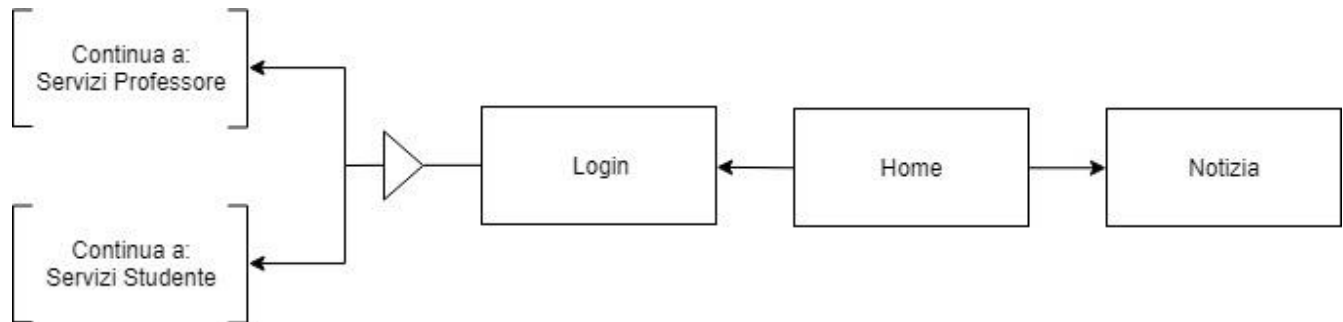 Continua a:
Servizi Professore
Login
Home
Notizia
Continua a:
Servizi Studente